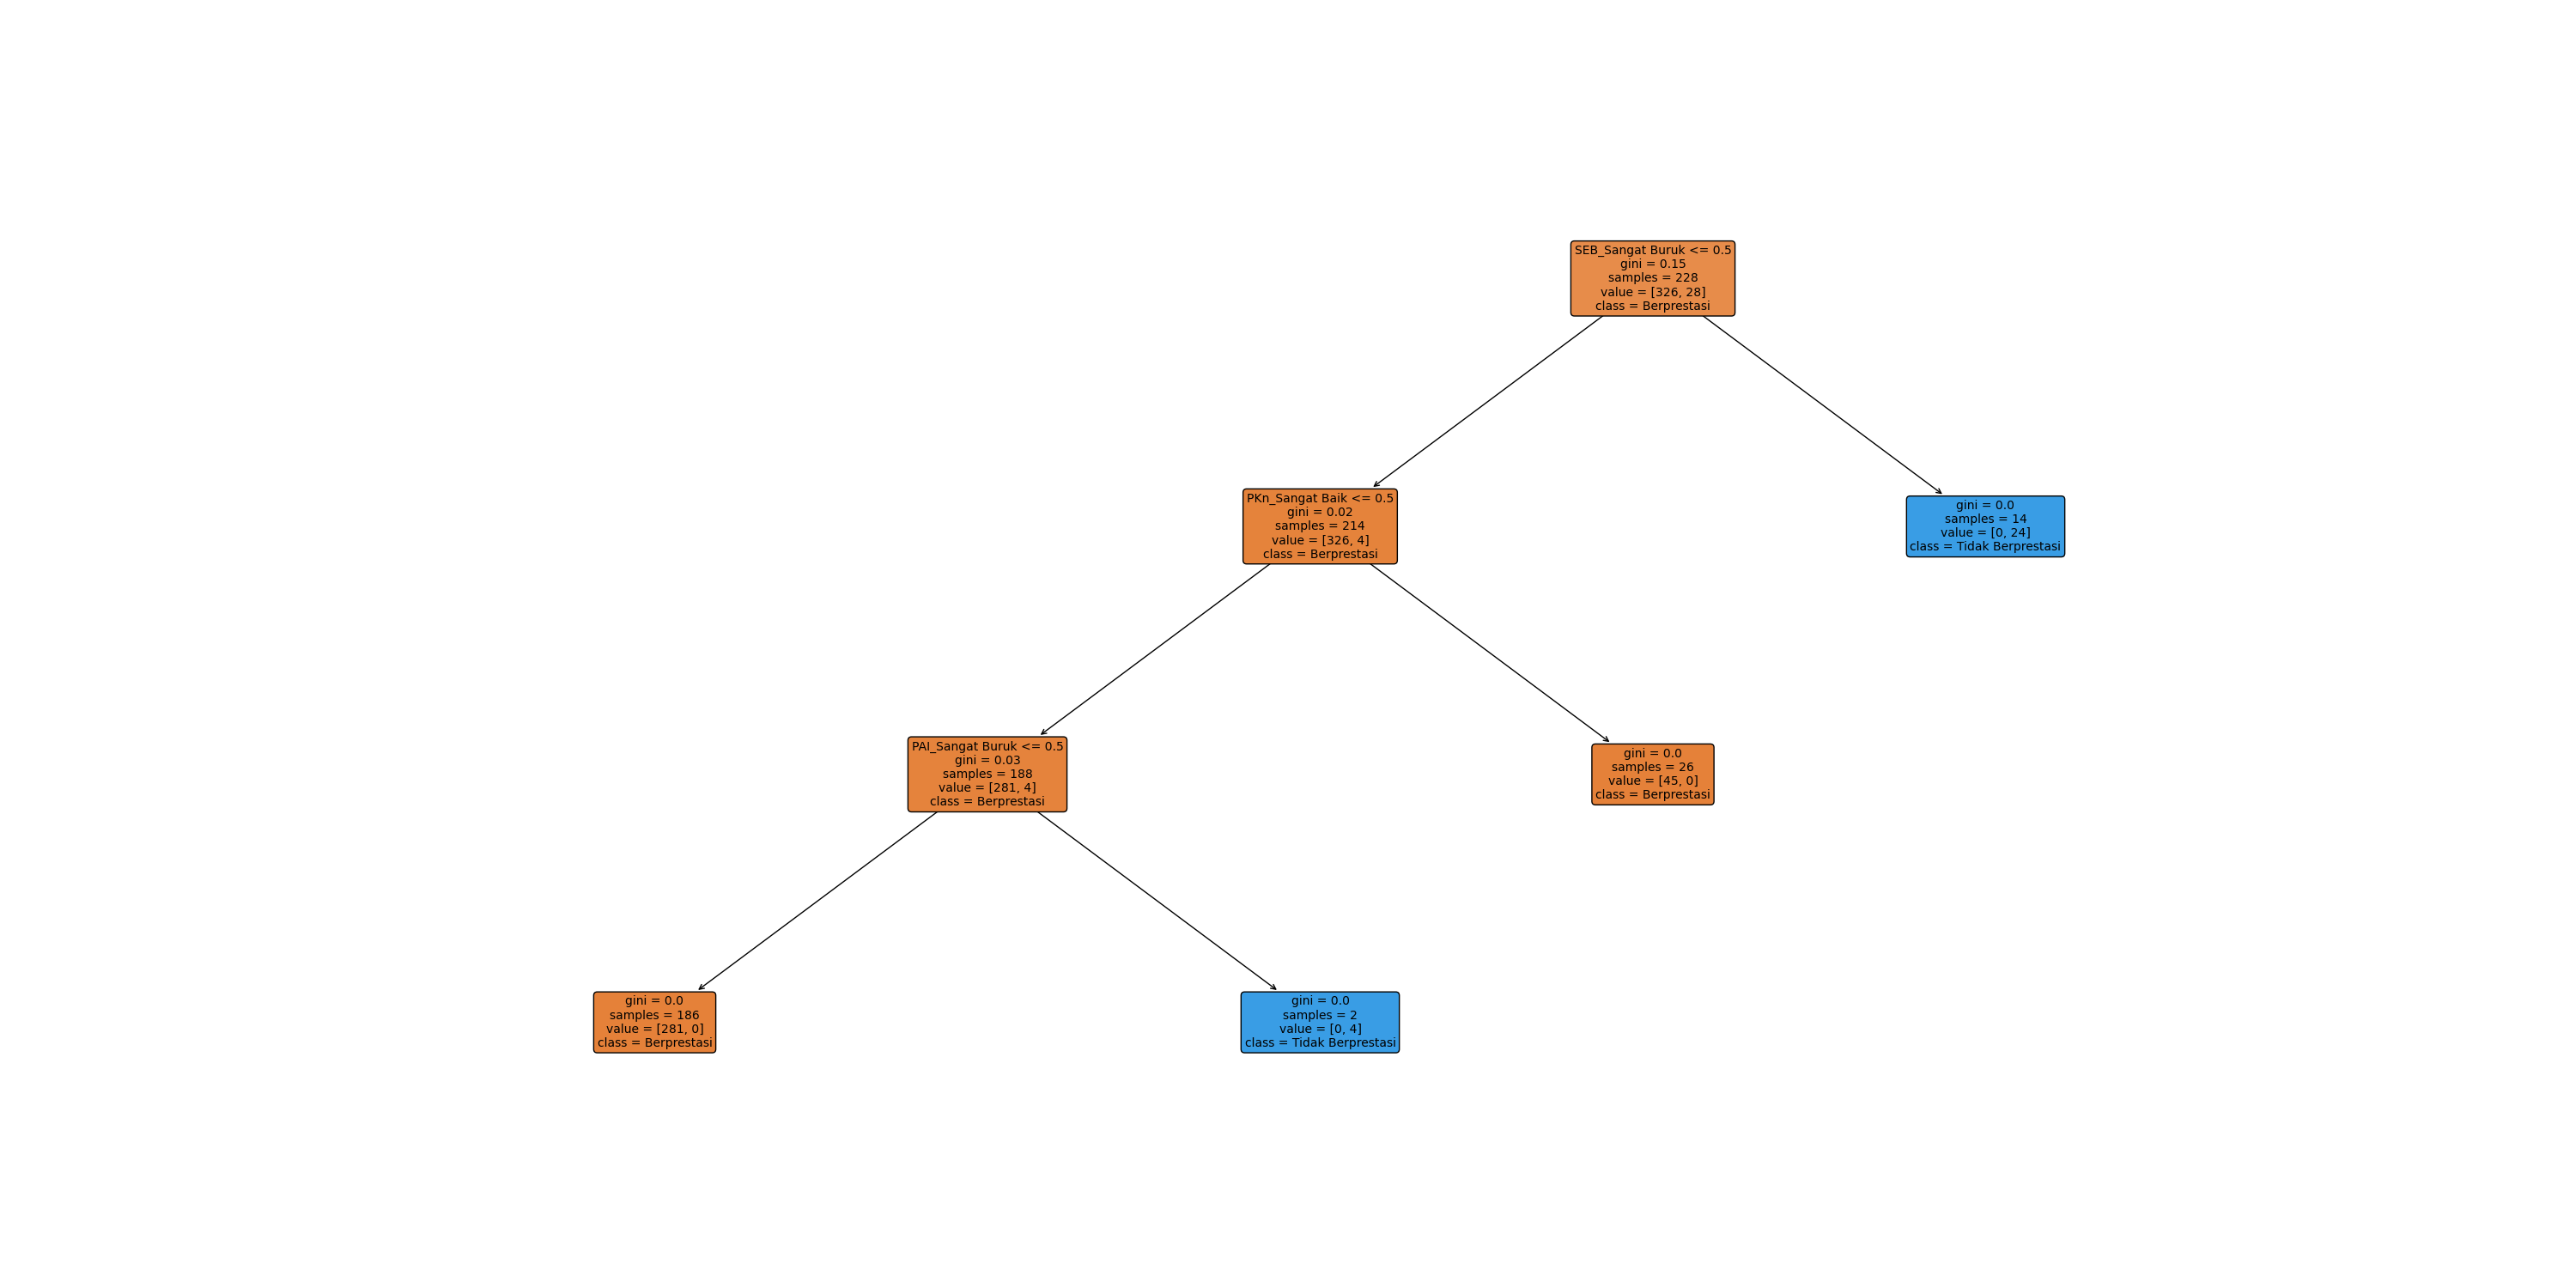 SEB_Sangat Buruk <= 0.5
gini = 0.15
samples = 228
value = [326, 28]
class = Berprestasi
PKn_Sangat Baik <= 0.5
gini = 0.02
samples = 214
value = [326, 4]
class = Berprestasi
gini = 0.0
samples = 14
value = [0, 24]
class = Tidak Berprestasi
PAI_Sangat Buruk <= 0.5
gini = 0.03
samples = 188
value = [281, 4]
class = Berprestasi
gini = 0.0
samples = 26
value = [45, 0]
class = Berprestasi
gini = 0.0
samples = 186
value = [281, 0]
class = Berprestasi
gini = 0.0
samples = 2
value = [0, 4]
class = Tidak Berprestasi